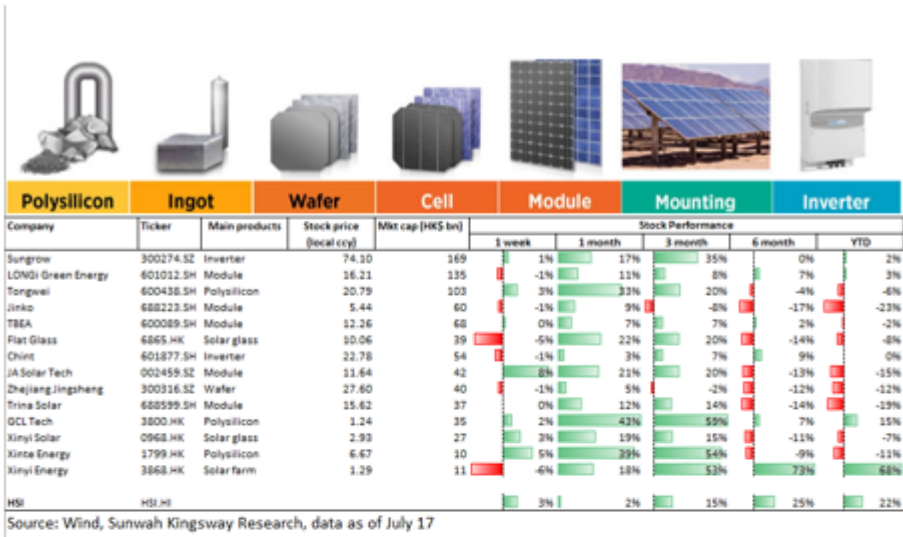 Polysilicon Ingot Wafer Cell Module Mounting Inverter
Company Ticker Main products Stock price (local ccy) Mkt cap (HK$ bn) Stock Performance
1 week 1 month 3 month 6 month YTD
Sungrow 300274.SZ Inverter 74.10 169 1% 17% 35% 0% 2%
LONGi Green Energy 601012.SH Module 16.21 135 -1% 11% 8% 7% 3%
Tongwei 600438.SH Polysilicon 20.79 103 3% 33% 20% -4% -6%
Jinko 688223.SH Module 5.44 60 -1% 9% -8% -17% -23%
TBEA 600089.SH Module 12.26 68 0% 7% 7% 2% -2%
Flat Glass 6865.HK Solar glass 10.06 39 -5% 22% 20% -14% -8%
Chint 601877.SH Inverter 22.78 54 -1% 3% 7% 9% 0%
JA Solar Tech 002459.SZ Module 11.64 42 8% 21% 20% -13% -15%
Zhejiang Jingsheng 300316.SZ Wafer 27.60 40 -1% 5% -2% -12% -12%
Trina Solar 688599.SH Module 15.62 37 0% 12% 14% -14% -19%
GCL Tech 3800.HK Polysilicon 1.24 35 2% 43% 59% 7% 15%
Xinyi Solar 0968.HK Solar glass 2.93 27 3% 19% 15% -11% -7%
Xinte Energy 1799.HK Polysilicon 6.67 10 5% 39% 54% -9% -11%
Xinyi Energy 3868.HK Solar farm 1.29 11 -6% 18% 53% 73% 68%
HSI HSI.HI 3% 2% 15% 25% 22%
Source: Wind, Sunwah Kingsway Research, data as of July 17